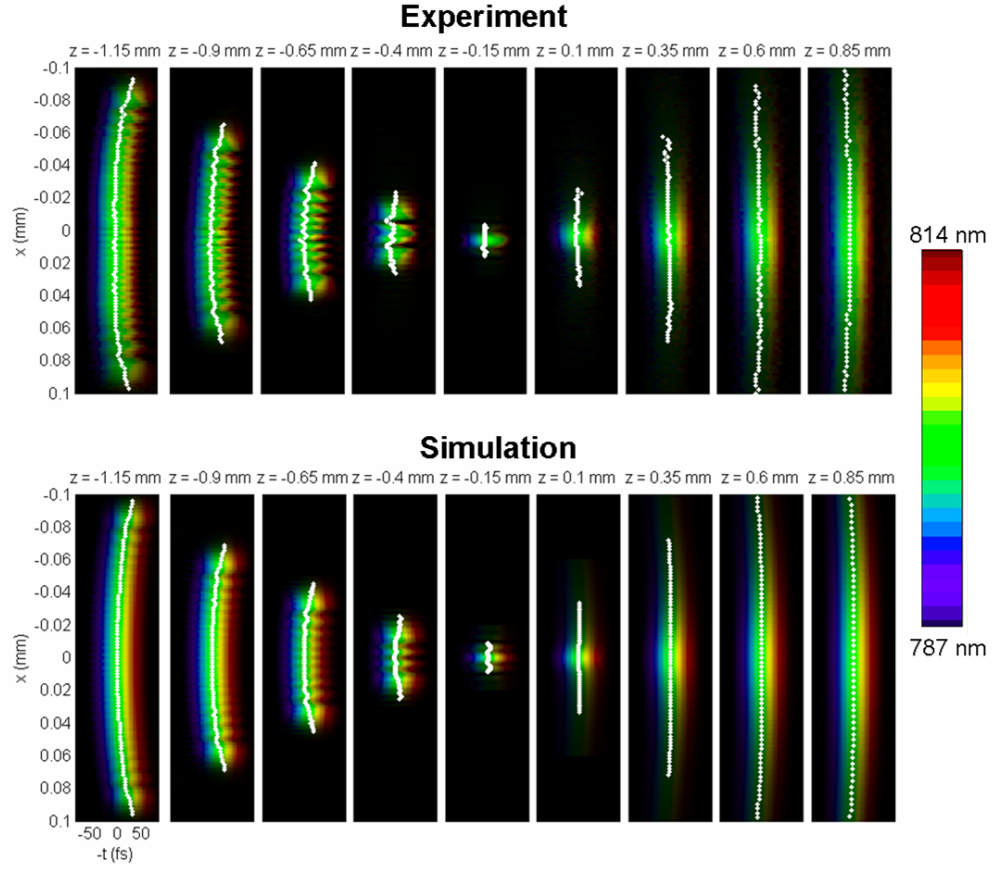 Experiment
z = -1.15 mm z = -0.9 mm z = -0.65 mm z = -0.4 mm z = -0.15 mm z = 0.1 mm z = 0.35 mm z = 0.6 mm z = 0.85 mm
-0.1
-0.08
-0.06
-0.04
-0.02
0
0.02
0.04
0.06
0.08
0.1
x (mm)
814 nm
787 nm
Simulation
z = -1.15 mm z = -0.9 mm z = -0.65 mm z = -0.4 mm z = -0.15 mm z = 0.1 mm z = 0.35 mm z = 0.6 mm z = 0.85 mm
-0.1
-0.08
-0.06
-0.04
-0.02
0
0.02
0.04
0.06
0.08
0.1
x (mm)
-50 0 50
-t (fs)